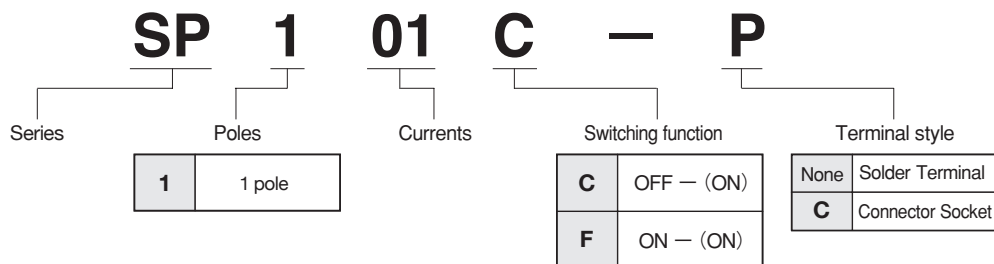 SP 1 01 C — P
Series Poles Currents Switching function Terminal style
1 1 pole
C OFF — (ON)
F ON — (ON)
None Solder Terminal
C Connector Socket